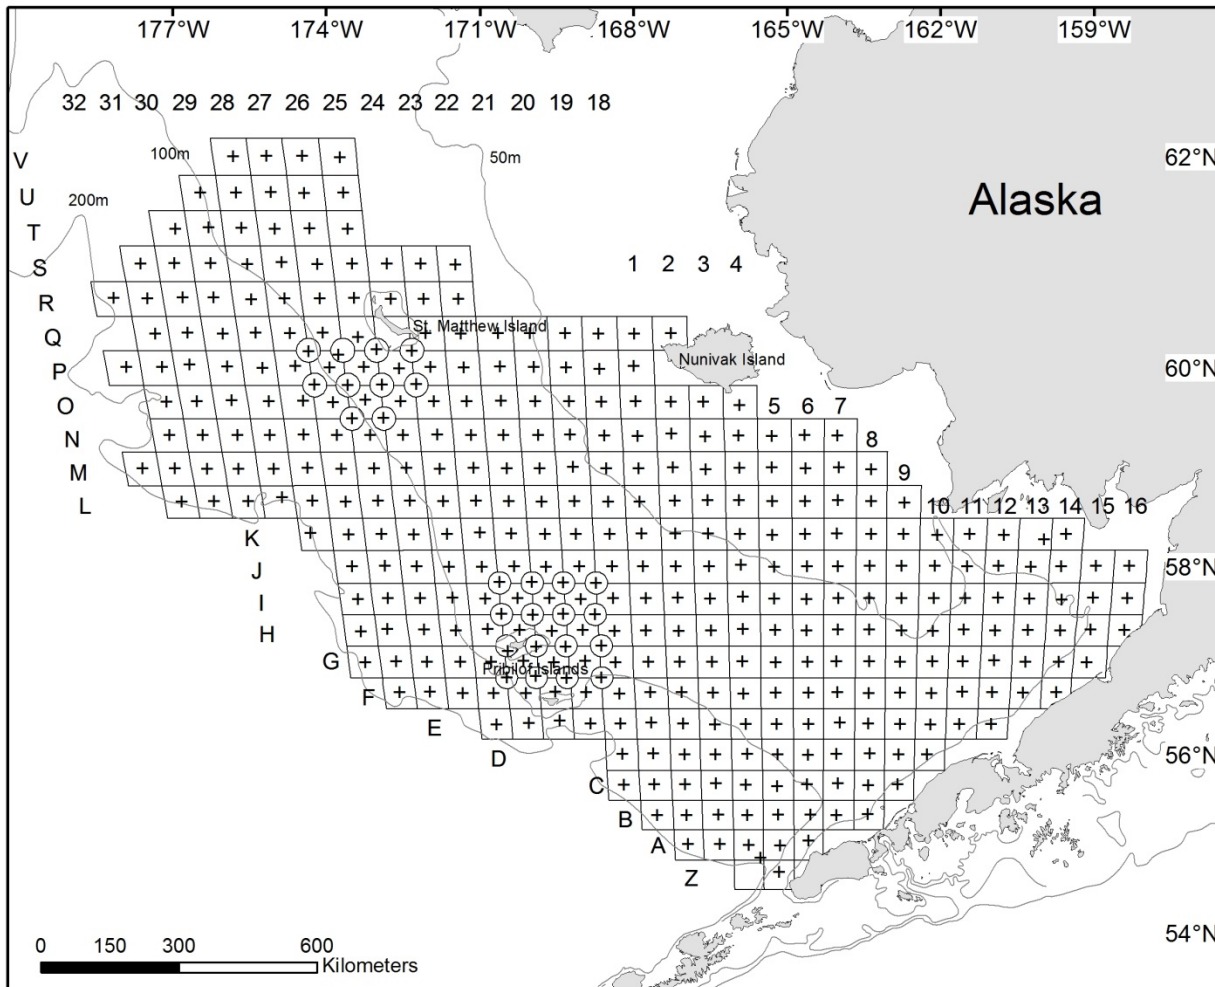 177°W 174°W 171°W 168°W 165°W 162°W 159°W
32 31 30 29 28 27 26 25 24 23 22 21 20 19 18
V
100m
50m
62°N
U
200m
Alaska
T
S
1 2 3 4
R
St. Matthew Island
Q
Nunivak Island
P
60°N
O
5 6 7
N
8
M
9
L
10 11 12 13 14 15 16
K
J
58°N
I
H
G
Pribilof Islands
F
E
D
56°N
C
B
A
Z
54°N
0 150 300 600
Kilometers